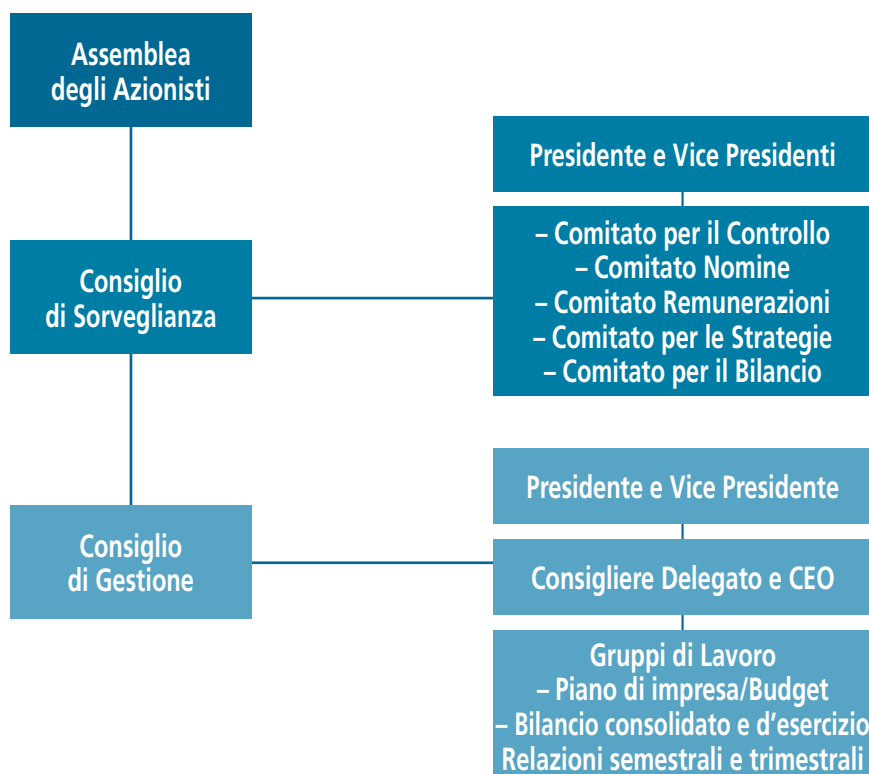 Assemblea
degli Azionisti
Presidente e Vice Presidenti
Consiglio
di Sorveglianza
– Comitato per il Controllo
– Comitato Nomine
– Comitato Remunerazioni
– Comitato per le Strategie
– Comitato per il Bilancio
Consiglio
di Gestione
Presidente e Vice Presidente
Consigliere Delegato e CEO
Gruppi di Lavoro
– Piano di impresa/Budget
– Bilancio consolidato e d’esercizio
Relazioni semestrali e trimestrali